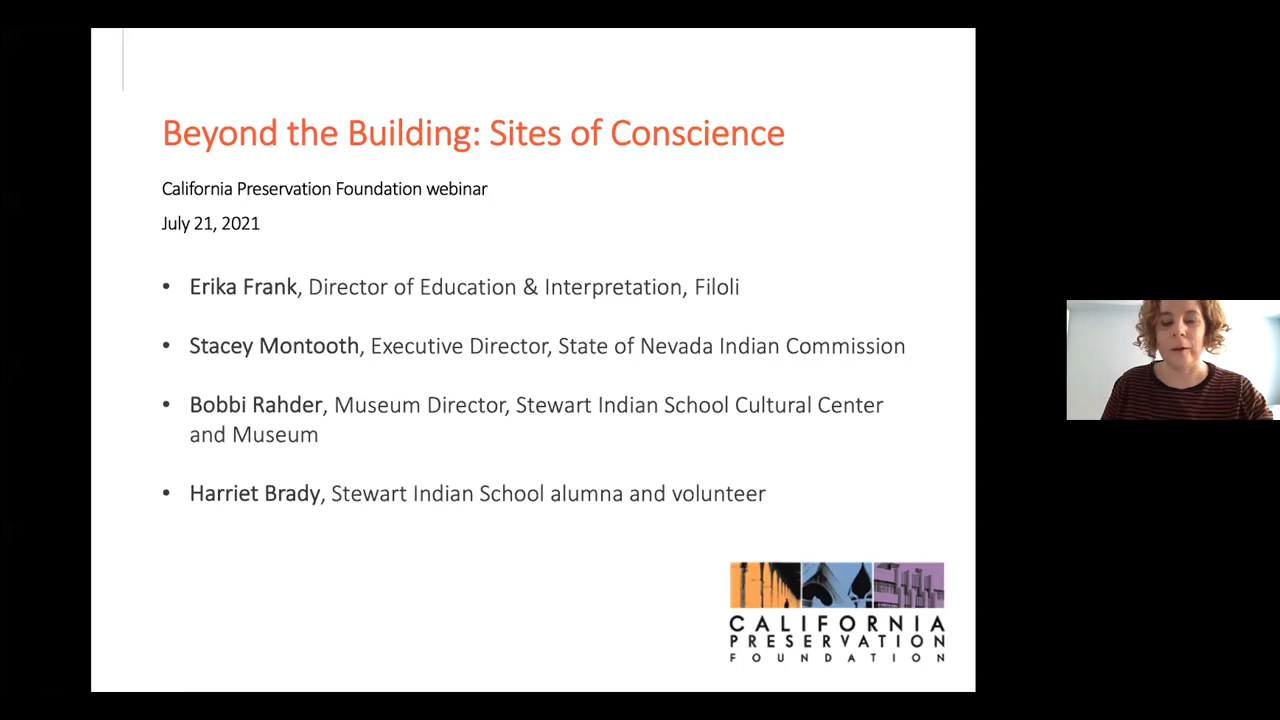 Beyond the Building: Sites of Conscience
California Preservation Foundation webinar
July 21, 2021
• Erika Frank, Director of Education & Interpretation, Filoli
• Stacey Montooth, Executive Director, State of Nevada Indian Commission
• Bobbi Rahder, Museum Director, Stewart Indian School Cultural Center
and Museum
• Harriet Brady, Stewart Indian School alumna and volunteer
CALIFORNIA
PRESERVATION
FOUNDATION